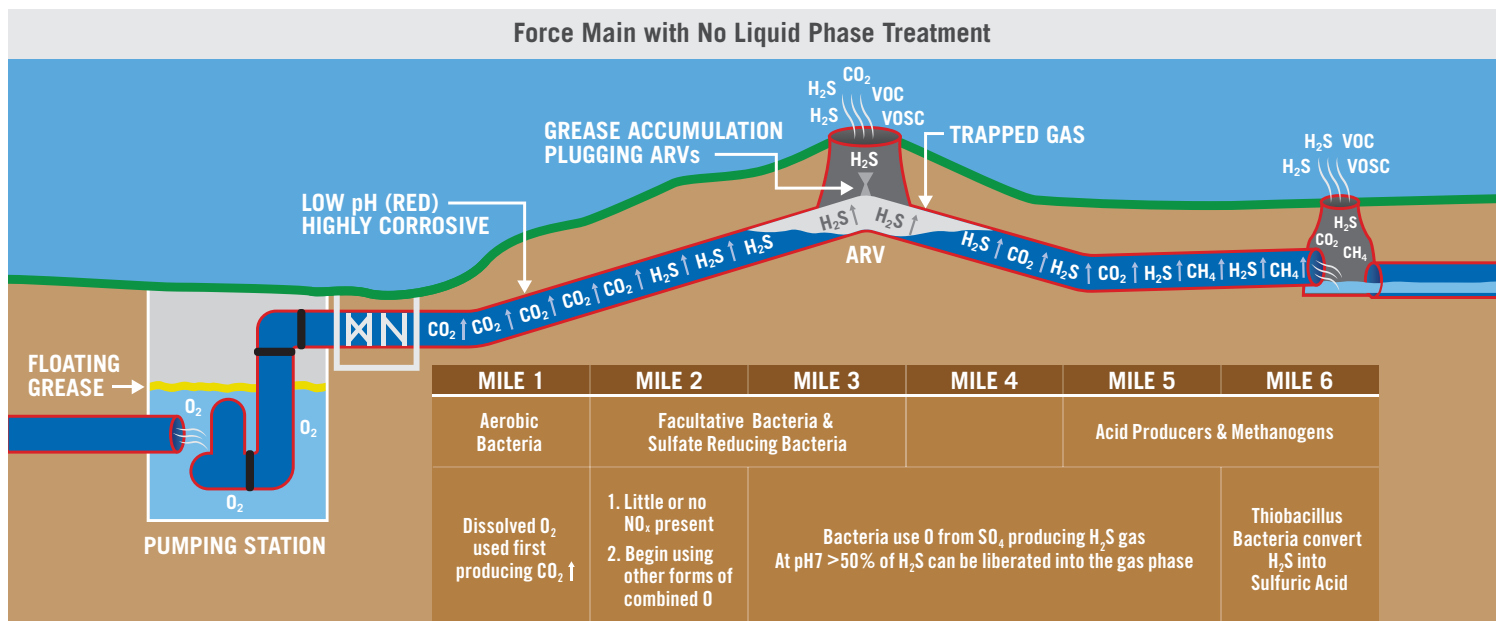 Force Main with No Liquid Phase Treatment
H₂S
CO₂
VOC
H₂S
VOSC
GREASE ACCUMULATION
PLUGGING ARVs
TRAPPED GAS
H₂S
H₂S
VOC
H₂S
VOSC
LOW pH (RED)
HIGHLY CORROSIVE
H₂S↑
H₂S↑
ARV
H₂S
CO₂
CH₄
CO₂↑ CO₂↑ CO₂↑ CO₂↑ CO₂↑ H₂S↑ H₂S↑ H₂S
H₂S↑ CO₂↑ H₂S↑ CO₂↑ H₂S↑ CH₄↑ H₂S↑ CH₄↑
FLOATING
GREASE
O₂
O₂
O₂
PUMPING STATION
MILE 1 MILE 2 MILE 3 MILE 4 MILE 5 MILE 6
Aerobic
Bacteria
Facultative Bacteria &
Sulfate Reducing Bacteria
Acid Producers & Methanogens
Dissolved O₂
used first
producing CO₂ ↑
1. Little or no
NOₓ present
2. Begin using
other forms of
combined O
Bacteria use O from SO₄ producing H₂S gas
At pH7 >50% of H₂S can be liberated into the gas phase
Thiobacillus
Bacteria convert
H₂S into
Sulfuric Acid